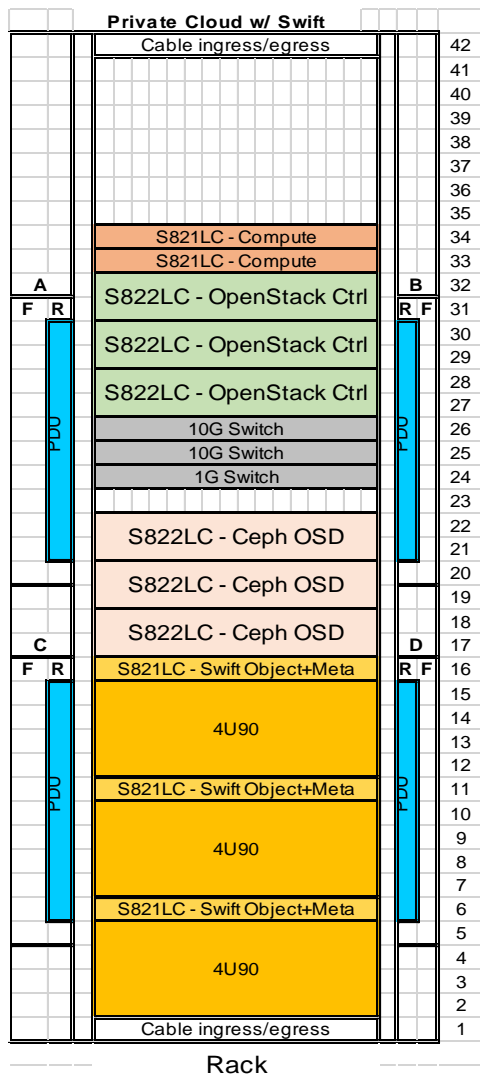 Private Cloud w/ Swift
Cable ingress/egress 42
41
40
39
38
37
36
35
S821LC - Compute 34
S821LC - Compute 33
A S822LC - OpenStack Ctrl B 32
F R R F 31
S822LC - OpenStack Ctrl 30
29
S822LC - OpenStack Ctrl 28
PDU PDU 27
10G Switch 26
10G Switch 25
1G Switch 24
23
S822LC - Ceph OSD 22
21
S822LC - Ceph OSD 20
19
S822LC - Ceph OSD 18
C D 17
F R S821LC - Swift Object+Meta R F 16
15
4U90 14
13
12
PDU S821LC - Swift Object+Meta PDU 11
10
4U90 9
8
7
S821LC - Swift Object+Meta 6
5
4U90 4
3
2
Cable ingress/egress 1
Rack